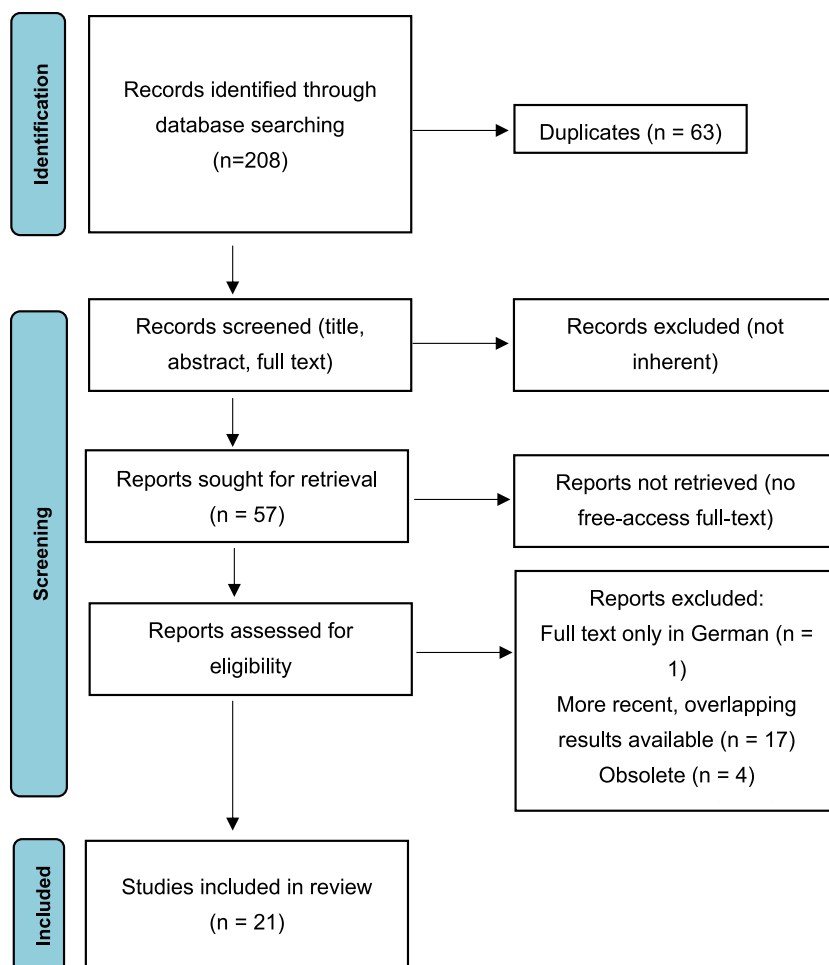 Identification
Records identified through
database searching
(n=208)
Duplicates (n = 63)
Screening
Records screened (title,
abstract, full text)
Records excluded (not
inherent)
Reports sought for retrieval
(n = 57)
Reports not retrieved (no
free-access full-text)
Reports assessed for
eligibility
Reports excluded:
Full text only in German (n =
1)
More recent, overlapping
results available (n = 17)
Obsolete (n = 4)
Included
Studies included in review
(n = 21)